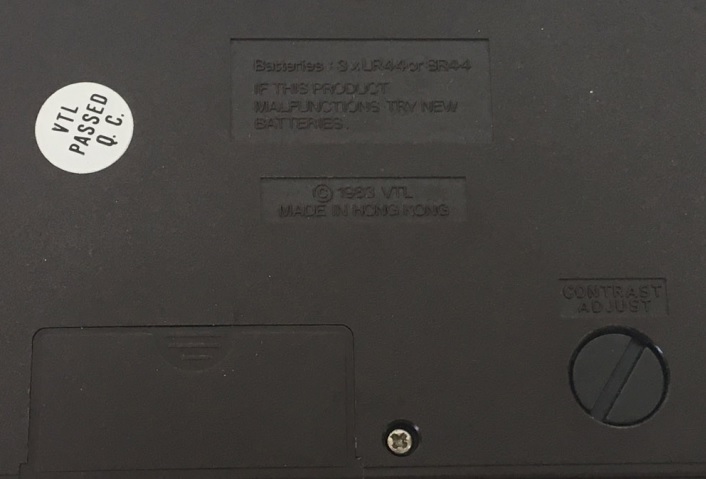 Batteries : 3 x LR44 or SR44
IF THIS PRODUCT
MALFUNCTIONS TRY NEW
BATTERIES.
VTL
PASSED
Q. C.
© 1983 VTL
MADE IN HONG KONG
CONTRAST
ADJUST